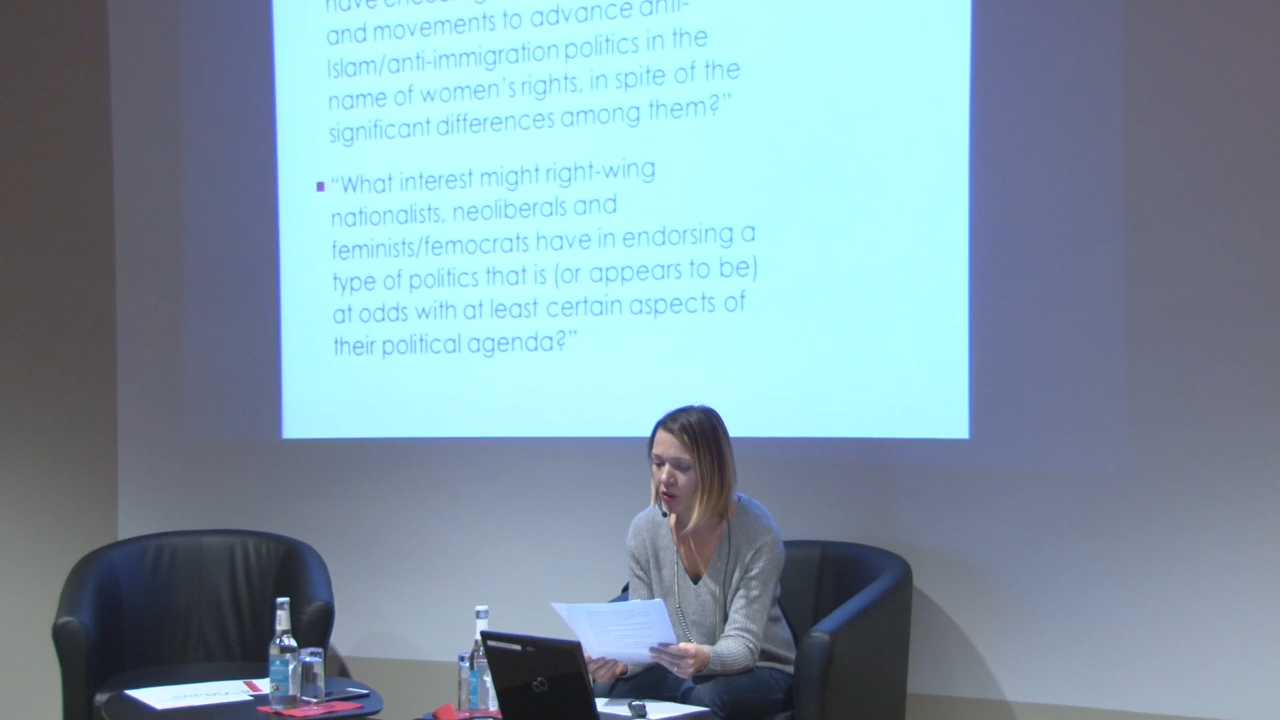 and movements to advance anti-
Islam/anti-immigration politics in the
name of women's rights, in spite of the
significant differences among them?"
"What interest might right-wing
nationalists, neoliberals and
feminists/femocrats have in endorsing a
type of politics that is (or appears to be)
at odds with at least certain aspects of
their political agenda?"